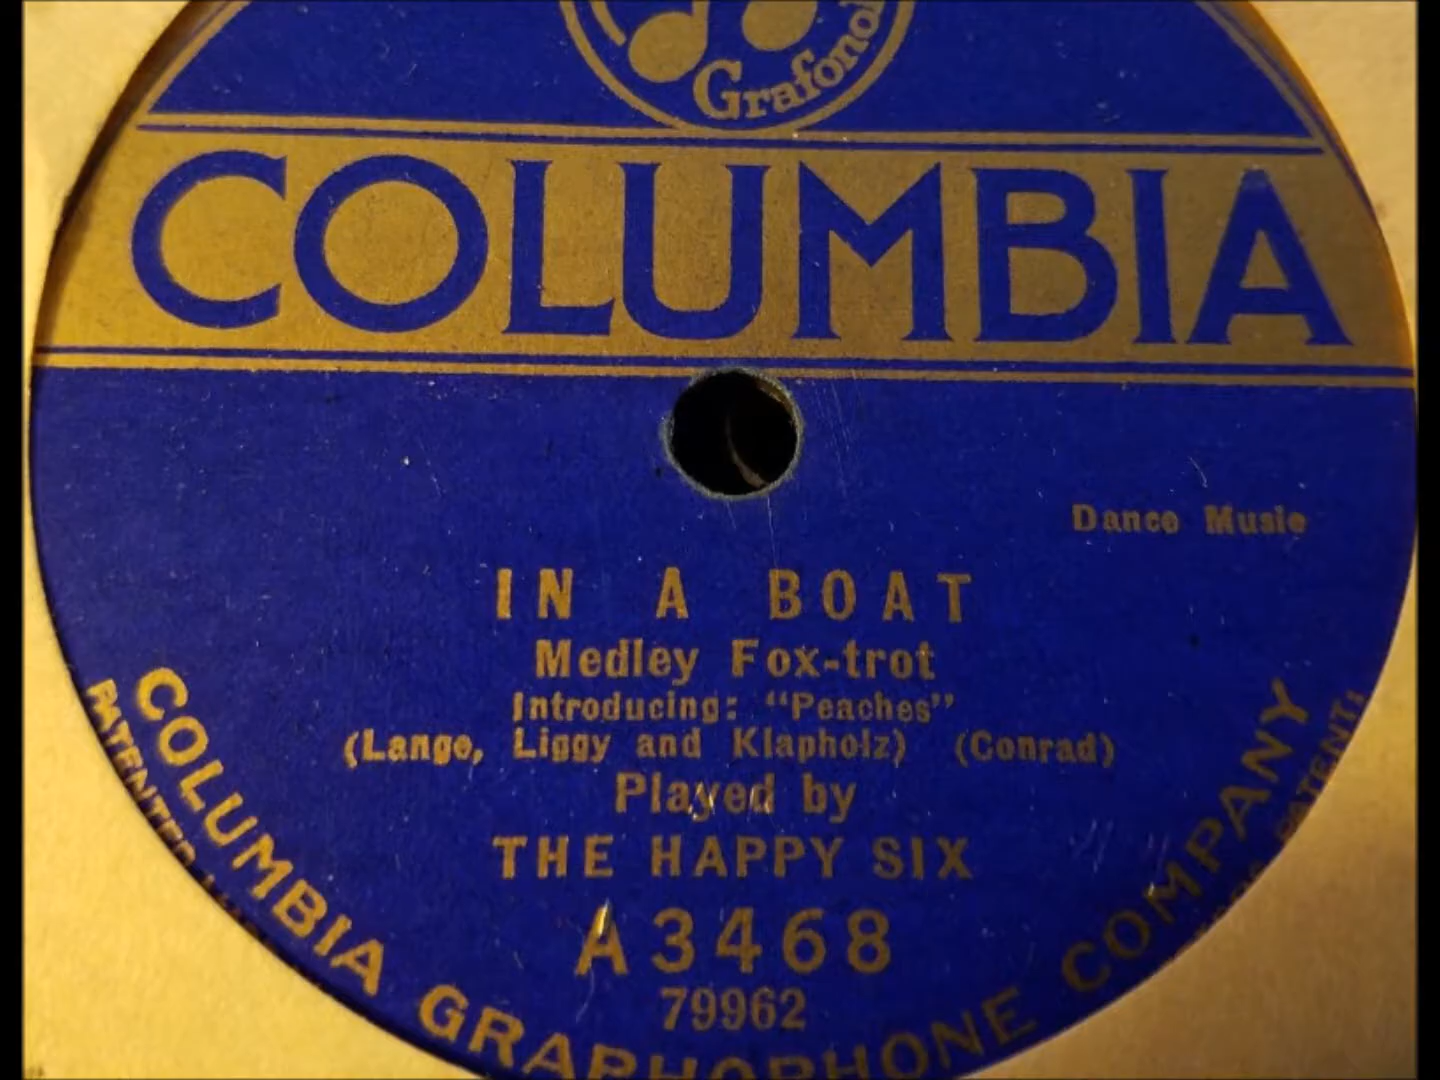 Grafonola
COLUMBIA
Dance Music
IN A BOAT
Medley Fox-trot
Introducing: "Peaches"
(Lange, Liggy and Klapholz) (Conrad)
Played by
THE HAPPY SIX
A3468
79962
COLUMBIA GRAPHOPHONE COMPANY